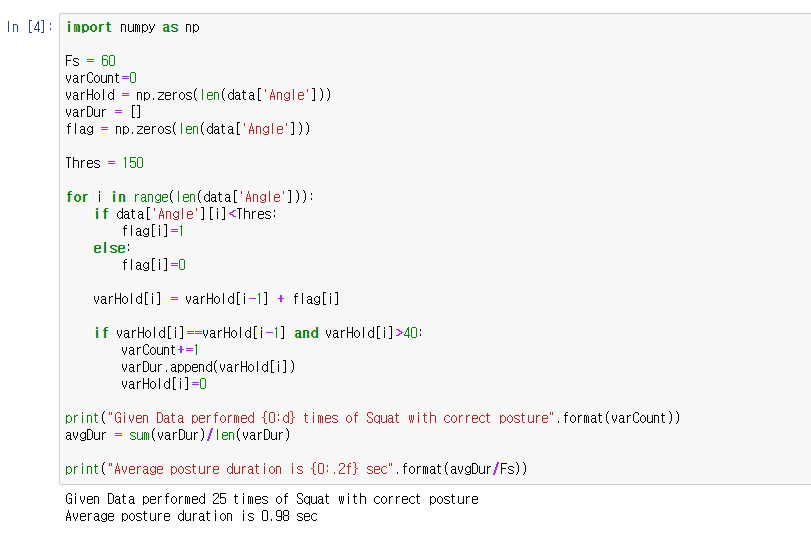 In [4]: import numpy as np
Fs = 60
varCount=0
varHold = np.zeros(len(data['Angle']))
varDur = []
flag = np.zeros(len(data['Angle']))
Thres = 150
for i in range(len(data['Angle'])):
    if data['Angle'][i]<Thres:
        flag[i]=1
    else:
        flag[i]=0
    varHold[i] = varHold[i-1] + flag[i]
    if varHold[i]==varHold[i-1] and varHold[i]>40:
        varCount+=1
        varDur.append(varHold[i])
        varHold[i]=0
print("Given Data performed {0:d} times of Squat with correct posture".format(varCount))
avgDur = sum(varDur)/len(varDur)
print("Average posture duration is {0:.2f} sec".format(avgDur/Fs))
Given Data performed 25 times of Squat with correct posture
Average posture duration is 0.98 sec